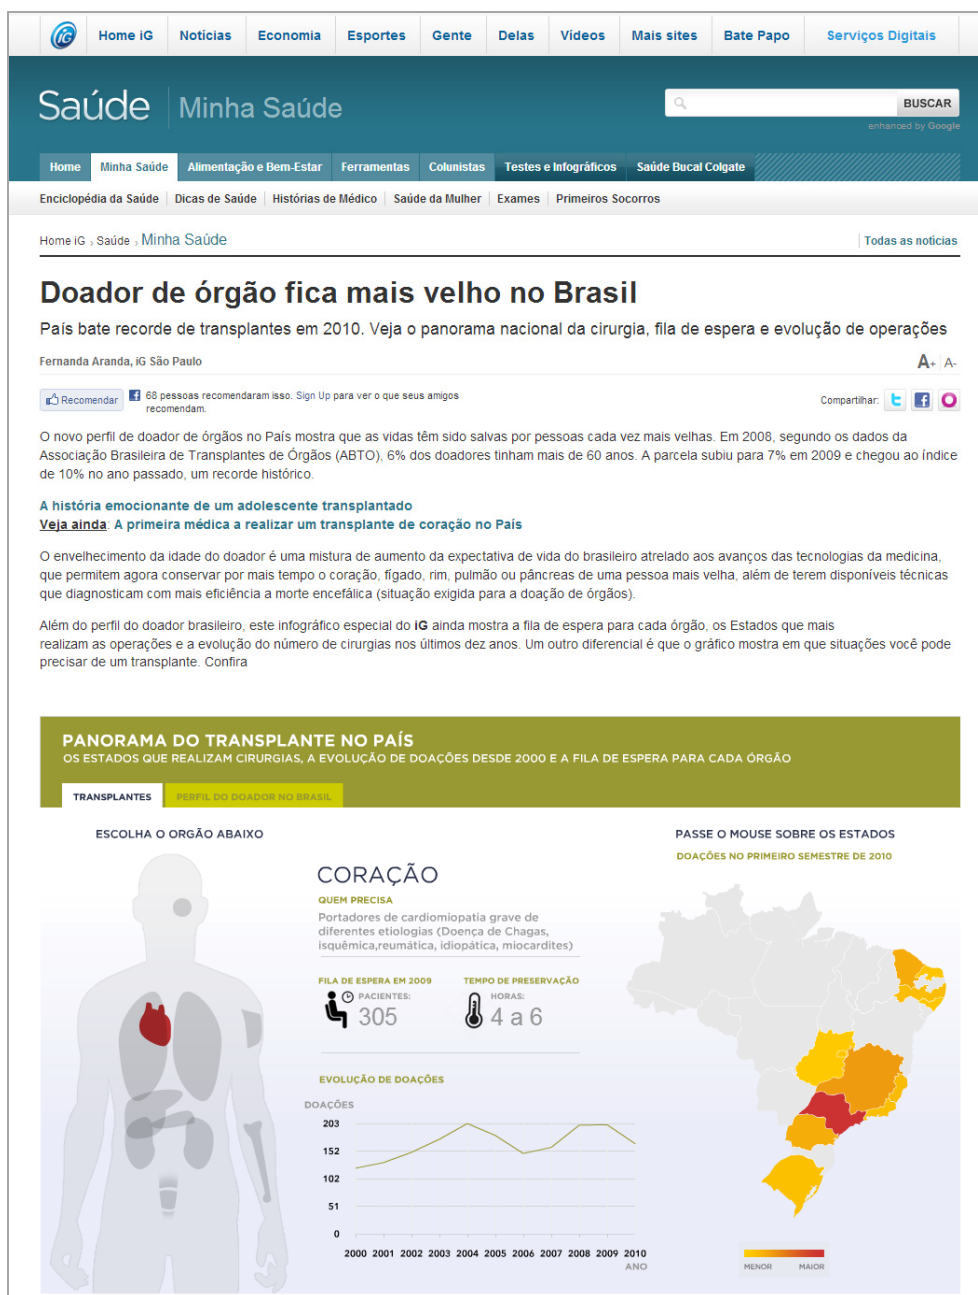 iG Home iG Notícias Economia Esportes Gente Delas Vídeos Mais sites Bate Papo Serviços Digitais
Saúde Minha Saúde
BUSCAR
enhanced by Google
Home Minha Saúde Alimentação e Bem-Estar Ferramentas Colunistas Testes e Infográficos Saúde Bucal Colgate
Enciclopédia da Saúde Dicas de Saúde Histórias de Médico Saúde da Mulher Exames Primeiros Socorros
Home iG › Saúde › Minha Saúde
Todas as notícias
Doador de órgão fica mais velho no Brasil
País bate recorde de transplantes em 2010. Veja o panorama nacional da cirurgia, fila de espera e evolução de operações
Fernanda Aranda, iG São Paulo
A+ A-
Recomendar
68 pessoas recomendaram isso. Sign Up para ver o que seus amigos
recomendam.
Compartilhar:
O novo perfil de doador de órgãos no País mostra que as vidas têm sido salvas por pessoas cada vez mais velhas. Em 2008, segundo os dados da
Associação Brasileira de Transplantes de Órgãos (ABTO), 6% dos doadores tinham mais de 60 anos. A parcela subiu para 7% em 2009 e chegou ao índice
de 10% no ano passado, um recorde histórico.
A história emocionante de um adolescente transplantado
Veja ainda: A primeira médica a realizar um transplante de coração no País
O envelhecimento da idade do doador é uma mistura de aumento da expectativa de vida do brasileiro atrelado aos avanços das tecnologias da medicina,
que permitem agora conservar por mais tempo o coração, fígado, rim, pulmão ou pâncreas de uma pessoa mais velha, além de terem disponíveis técnicas
que diagnosticam com mais eficiência a morte encefálica (situação exigida para a doação de órgãos).
Além do perfil do doador brasileiro, este infográfico especial do iG ainda mostra a fila de espera para cada órgão, os Estados que mais
realizam as operações e a evolução do número de cirurgias nos últimos dez anos. Um outro diferencial é que o gráfico mostra em que situações você pode
precisar de um transplante. Confira
PANORAMA DO TRANSPLANTE NO PAÍS
OS ESTADOS QUE REALIZAM CIRURGIAS, A EVOLUÇÃO DE DOAÇÕES DESDE 2000 E A FILA DE ESPERA PARA CADA ÓRGÃO
TRANSPLANTES PERFIL DO DOADOR NO BRASIL
ESCOLHA O ORGÃO ABAIXO
CORAÇÃO
QUEM PRECISA
Portadores de cardiomiopatia grave de
diferentes etiologias (Doença de Chagas,
isquêmica,reumática, idiopática, miocardites)
FILA DE ESPERA EM 2009
PACIENTES:
305
TEMPO DE PRESERVAÇÃO
HORAS:
4 a 6
EVOLUÇÃO DE DOAÇÕES
DOAÇÕES
203
152
102
51
0
2000 2001 2002 2003 2004 2005 2006 2007 2008 2009 2010
ANO
PASSE O MOUSE SOBRE OS ESTADOS
DOAÇÕES NO PRIMEIRO SEMESTRE DE 2010
MENOR MAIOR